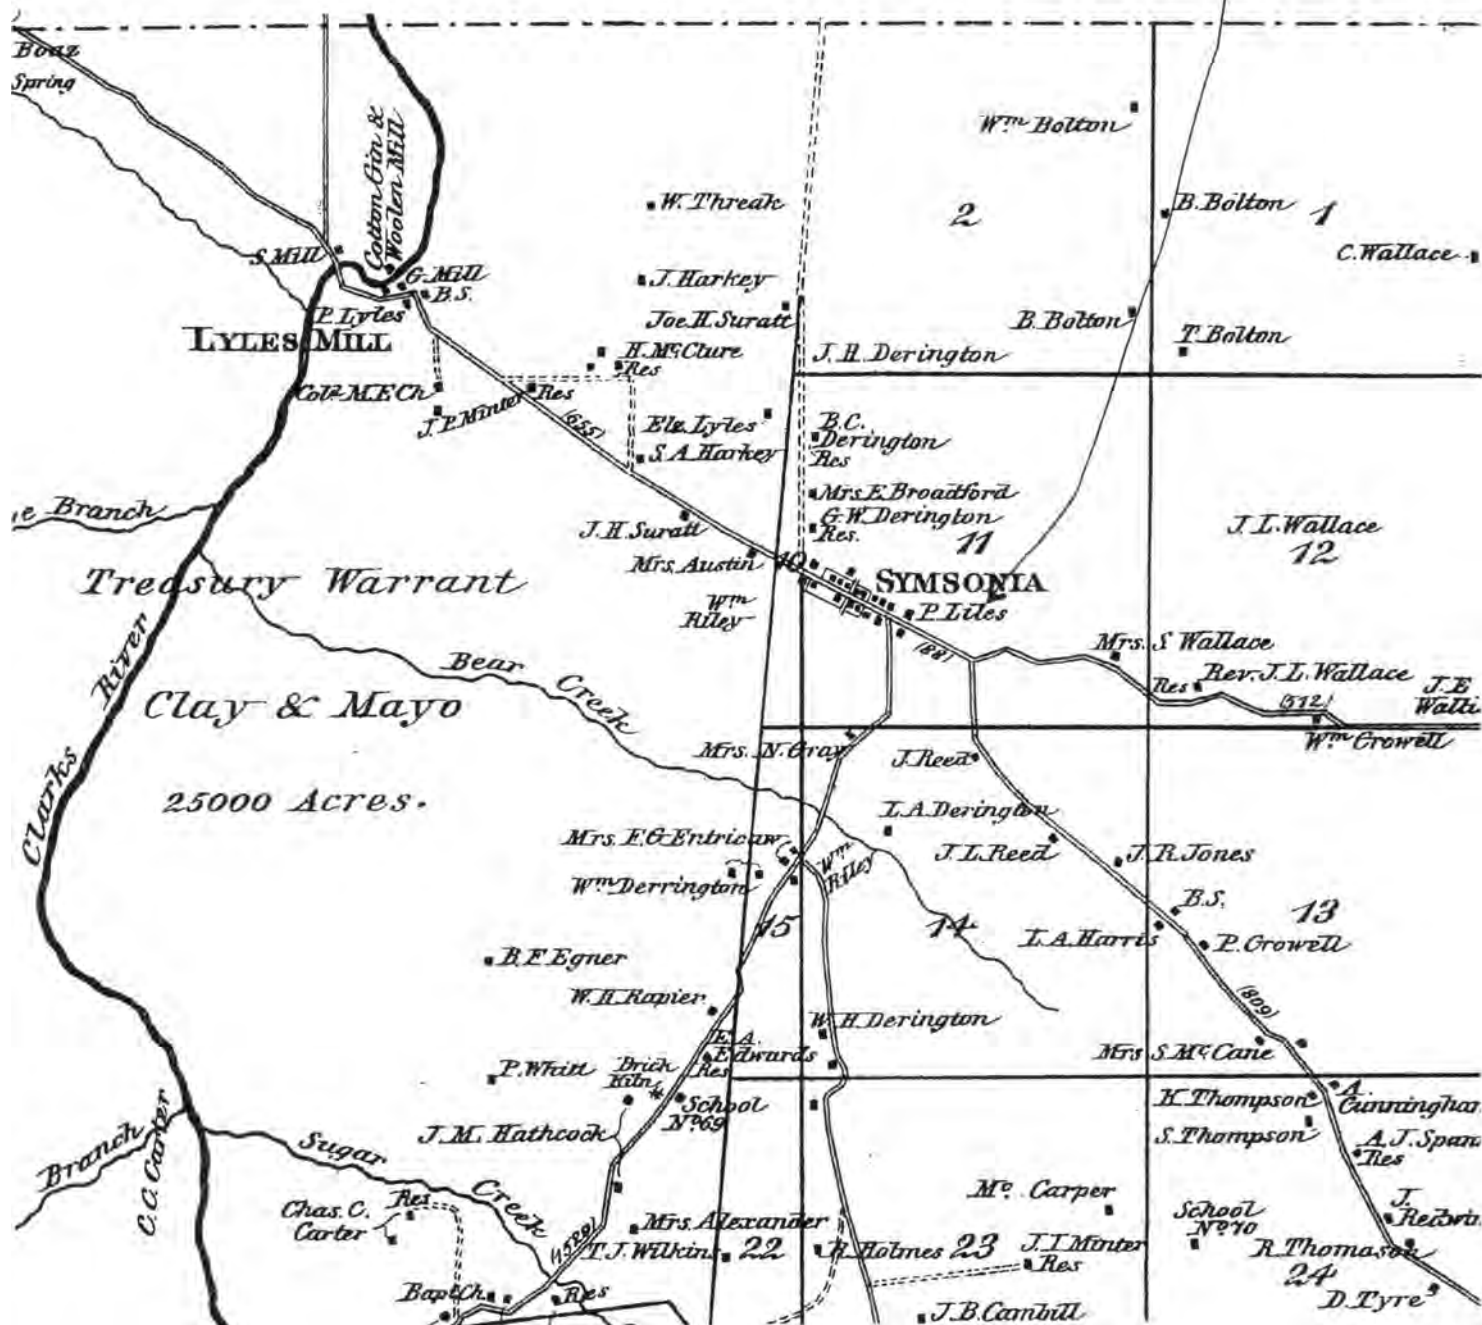 Boaz
Spring
Cotton Gin &
Woolen Mill
Wm Bolton
W. Threak
2
B. Bolton
1
C. Wallace
S. Mill
G. Mill
B.S.
J. Harkey
P. Lyles
Joe H. Suratt
B. Bolton
LYLES MILL
T. Bolton
H. McClure
Res
J. H. Derington
Cold M.E Ch
J. P. Minter
Res
(655)
Elz. Lyles
B.C.
Derington
Res
S. A. Harkey
Mrs E. Broadford
e Branch
G. W. Derington
Res.
J. H. Suratt
11
J. L. Wallace
12
Mrs. Austin
10
SYMSONIA
Treasury Warrant
Wm
Riley
P. Liles
(88)
Mrs. S Wallace
Bear
Creek
Res
Rev. J. L. Wallace
J. E
(512)
Clarks River
Clay & Mayo
Wm Crowell
Mrs. N. Gray
J. Reed
25000 Acres.
L. A. Derington
Mrs. F. G Entrican
J. L. Reed
J. R. Jones
Wm
Riley
Wm Derrington
B.S.
15
14
13
L. A. Harris
P. Crowell
B. F. Egner
W. H. Rapier
(809)
W. H. Derington
E. A.
Edwards
Res
Mrs S. McCane
P. Whitt
Brick
Kiln
A.
Cunninghar
School
No 69
K. Thompson
J. M. Hathcock
S. Thompson
A. J. Span
Res
Branch
C. C. Carter
Sugar
Creek
Mc. Carper
Chas. C.
Carter
Res
School
No 70
J.
Redwin
Mrs. Alexander
T. J. Wilkins
22
H. Holmes
23
J. I Minter
Res
R. Thomason
24
(4529)
Bapt Ch.
Res
D. Tyre
J. B. Cambill